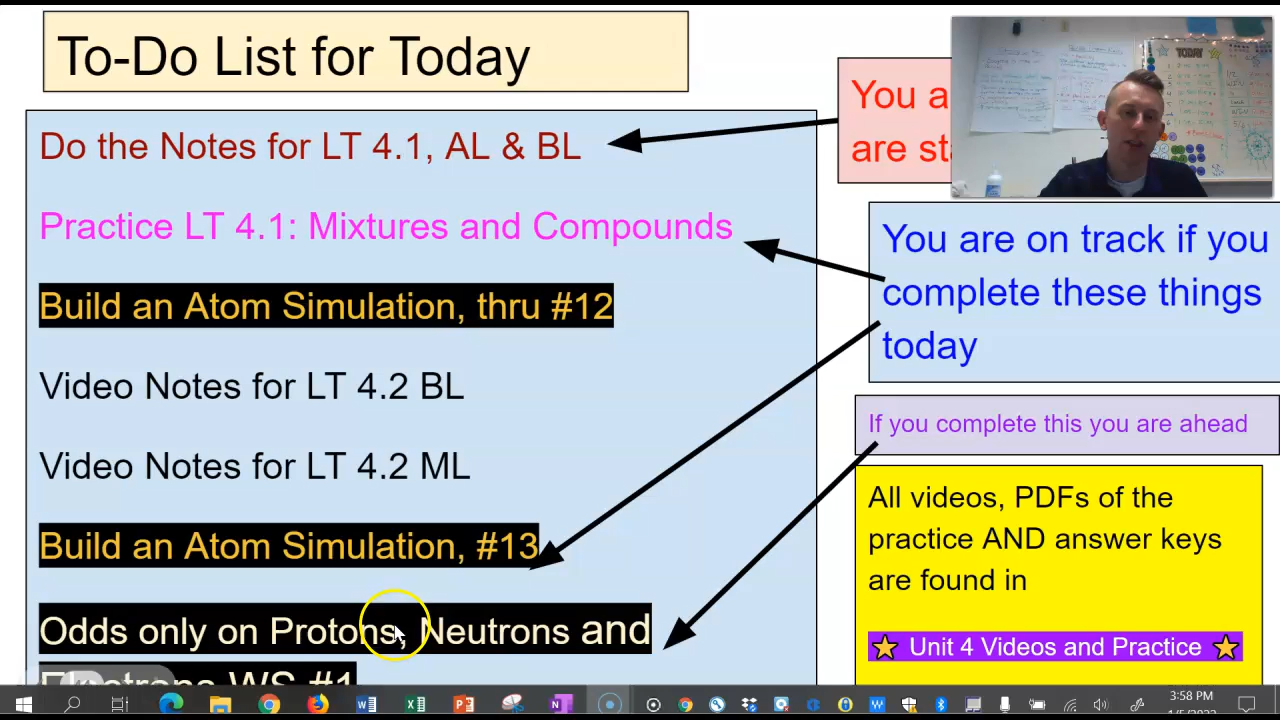 To-Do List for Today
Do the Notes for LT 4.1, AL & BL
Practice LT 4.1: Mixtures and Compounds
Build an Atom Simulation, thru #12
Video Notes for LT 4.2 BL
Video Notes for LT 4.2 ML
Build an Atom Simulation, #13
Odds only on Protons, Neutrons and
Electrons WS #1
You a
are st
TODAY
You are on track if you
complete these things
today
If you complete this you are ahead
All videos, PDFs of the
practice AND answer keys
are found in
Unit 4 Videos and Practice
3:58 PM